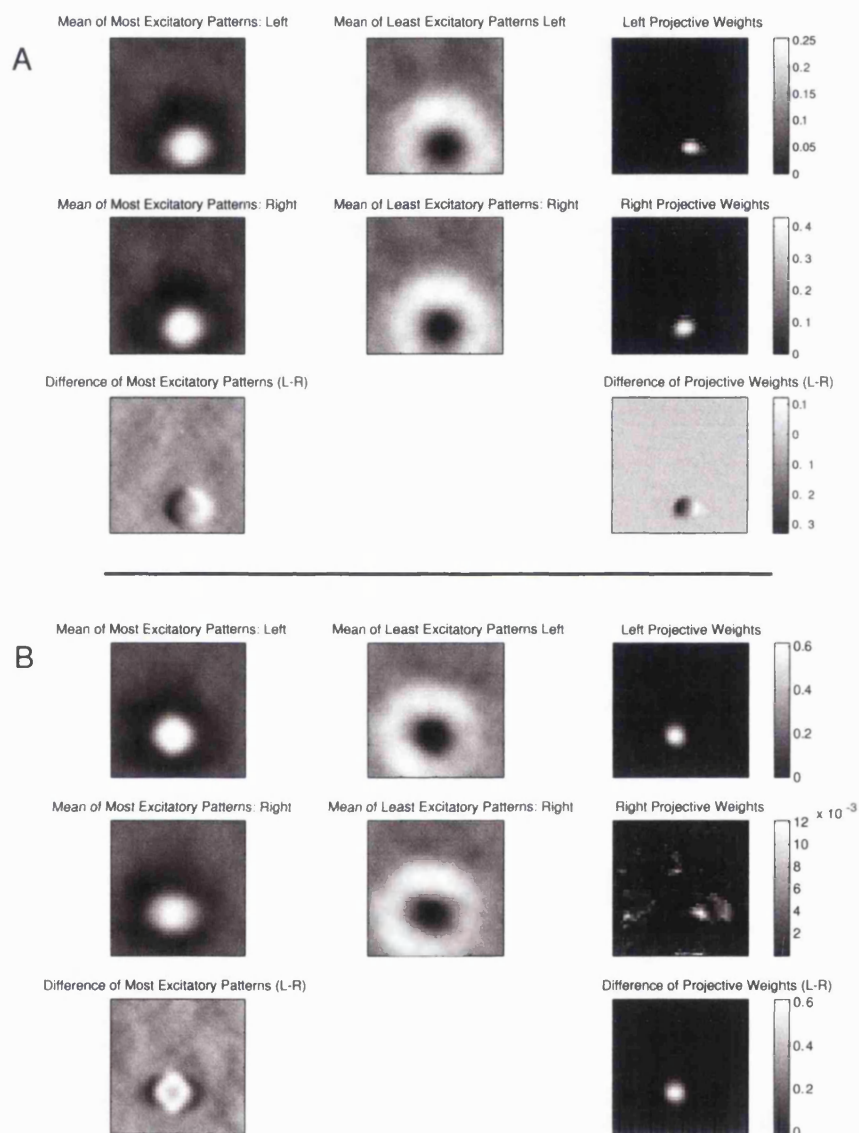 A
Mean of Most Excitatory Patterns: Left
Mean of Least Excitatory Patterns Left
Left Projective Weights
0.25
0.2
0.15
0.1
0.05
0
Mean of Most Excitatory Patterns: Right
Mean of Least Excitatory Patterns: Right
Right Projective Weights
0. 4
0. 3
0. 2
0. 1
0
Difference of Most Excitatory Patterns (L-R)
Difference of Projective Weights (L-R)
0.1
0
0. 1
0. 2
0. 3
B
Mean of Most Excitatory Patterns: Left
Mean of Least Excitatory Patterns Left
Left Projective Weights
0.6
0.4
0.2
0
Mean of Most Excitatory Patterns: Right
Mean of Least Excitatory Patterns: Right
Right Projective Weights
x 10 -3
12
10
8
6
4
2
Difference of Most Excitatory Patterns (L-R)
Difference of Projective Weights (L-R)
0.6
0.4
0.2
0